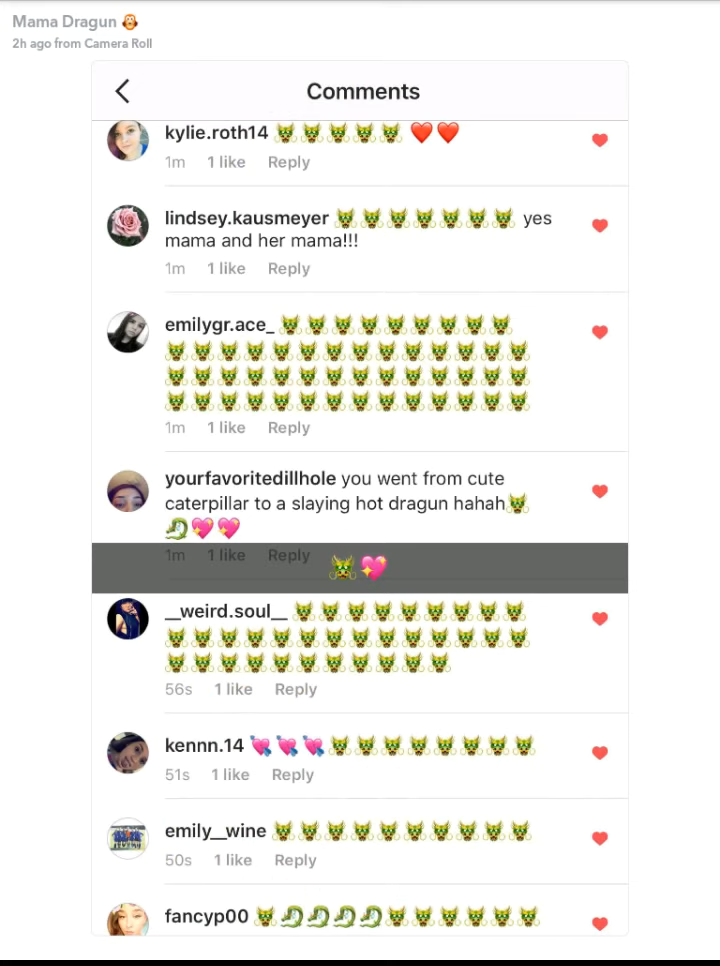 Mama Dragun 🙊
2h ago from Camera Roll
Comments
kylie.roth14 🐲🐲🐲🐲🐲 ❤️❤️
1m 1 like Reply
lindsey.kausmeyer 🐲🐲🐲🐲🐲🐲🐲 yes
mama and her mama!!!
1m 1 like Reply
emilygr.ace_ 🐲🐲🐲🐲🐲🐲🐲🐲🐲
🐲🐲🐲🐲🐲🐲🐲🐲🐲🐲🐲🐲🐲🐲
🐲🐲🐲🐲🐲🐲🐲🐲🐲🐲🐲🐲🐲🐲
🐲🐲🐲🐲🐲🐲🐲🐲🐲🐲🐲🐲🐲🐲
1m 1 like Reply
yourfavoritedillhole you went from cute
caterpillar to a slaying hot dragun hahah🐲
🐉💖💖
1m 1 like Reply
🐲💖
__weird.soul__ 🐲🐲🐲🐲🐲🐲🐲🐲🐲
🐲🐲🐲🐲🐲🐲🐲🐲🐲🐲🐲🐲🐲🐲
🐲🐲🐲🐲🐲🐲🐲🐲🐲🐲🐲
56s 1 like Reply
kennn.14 💘💘💘🐲🐲🐲🐲🐲🐲🐲🐲
51s 1 like Reply
emily__wine 🐲🐲🐲🐲🐲🐲🐲🐲🐲🐲
50s 1 like Reply
fancyp00 🐲🐉🐉🐉🐉🐲🐲🐲🐲🐲🐲